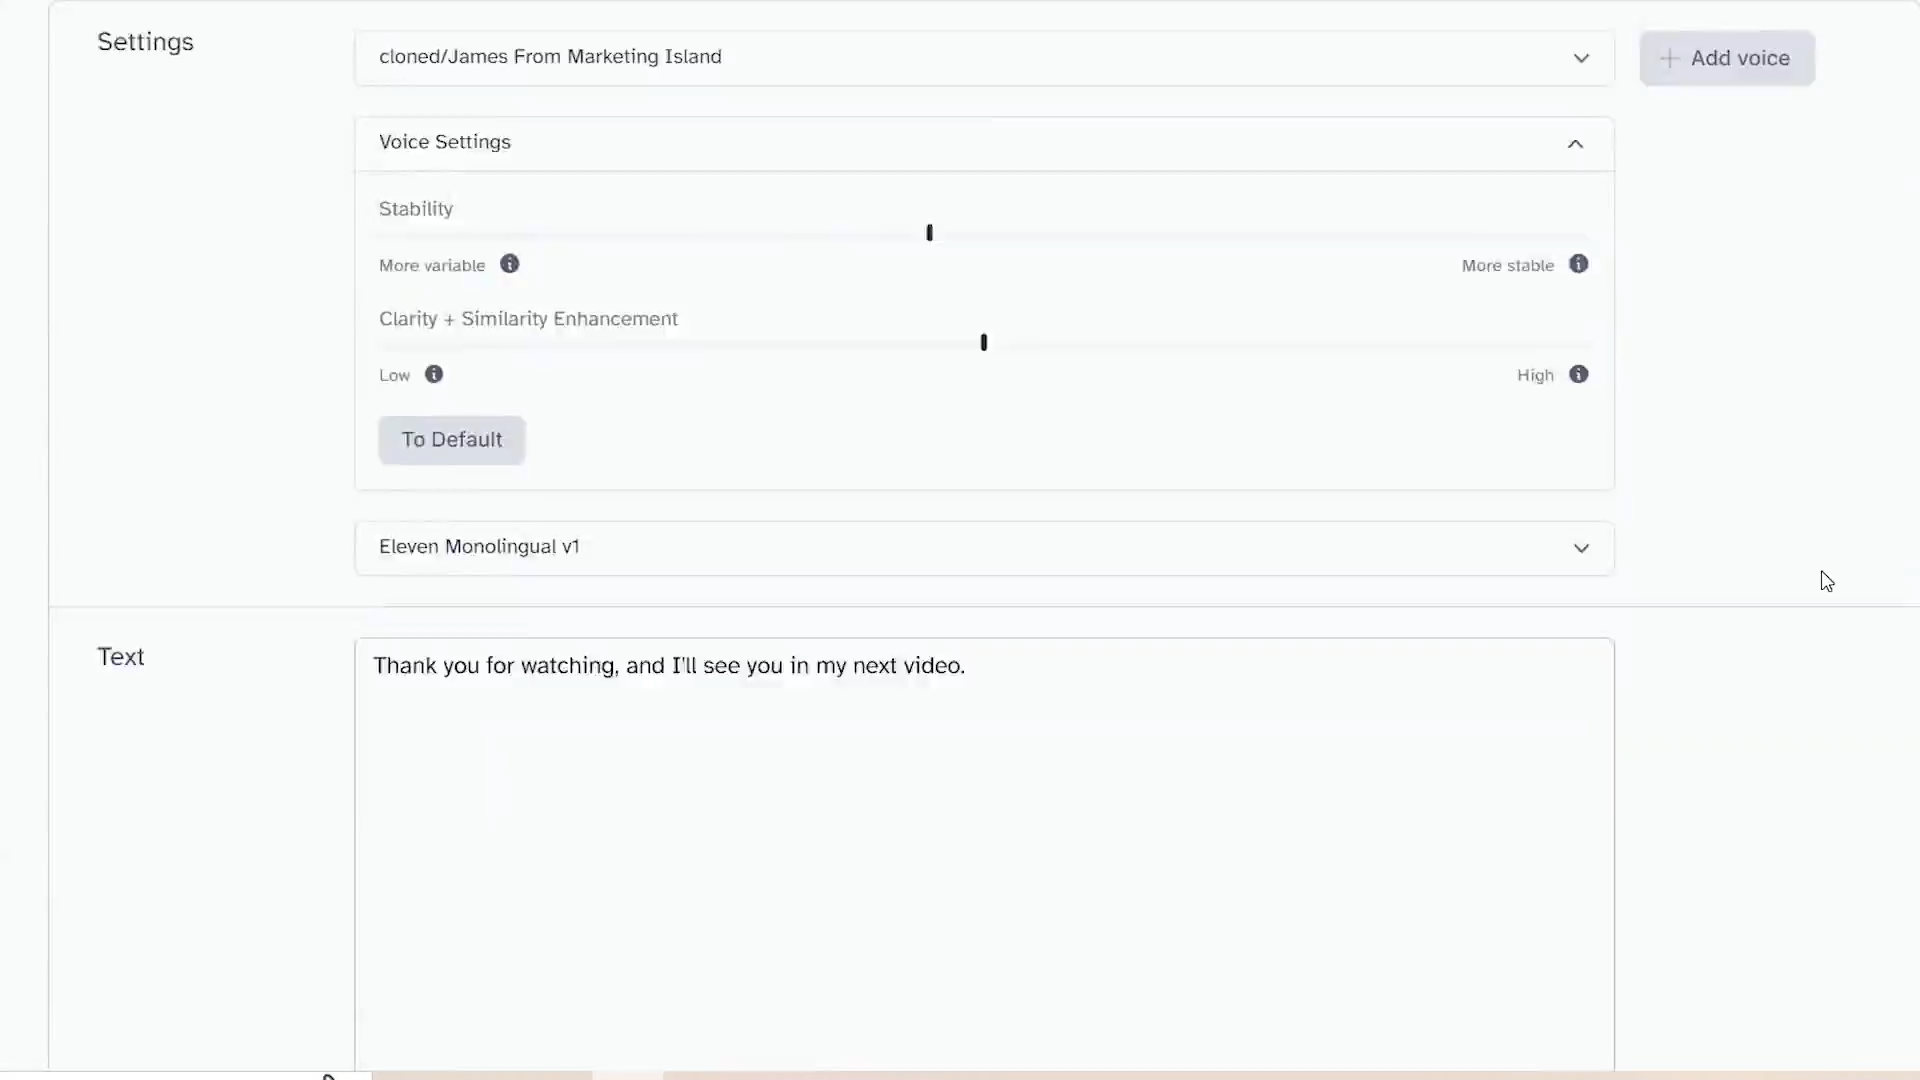 Settings
cloned/James From Marketing Island
Add voice
Voice Settings
Stability
More variable
More stable
Clarity + Similarity Enhancement
Low
High
To Default
Eleven Monolingual v1
Text
Thank you for watching, and I'll see you in my next video.